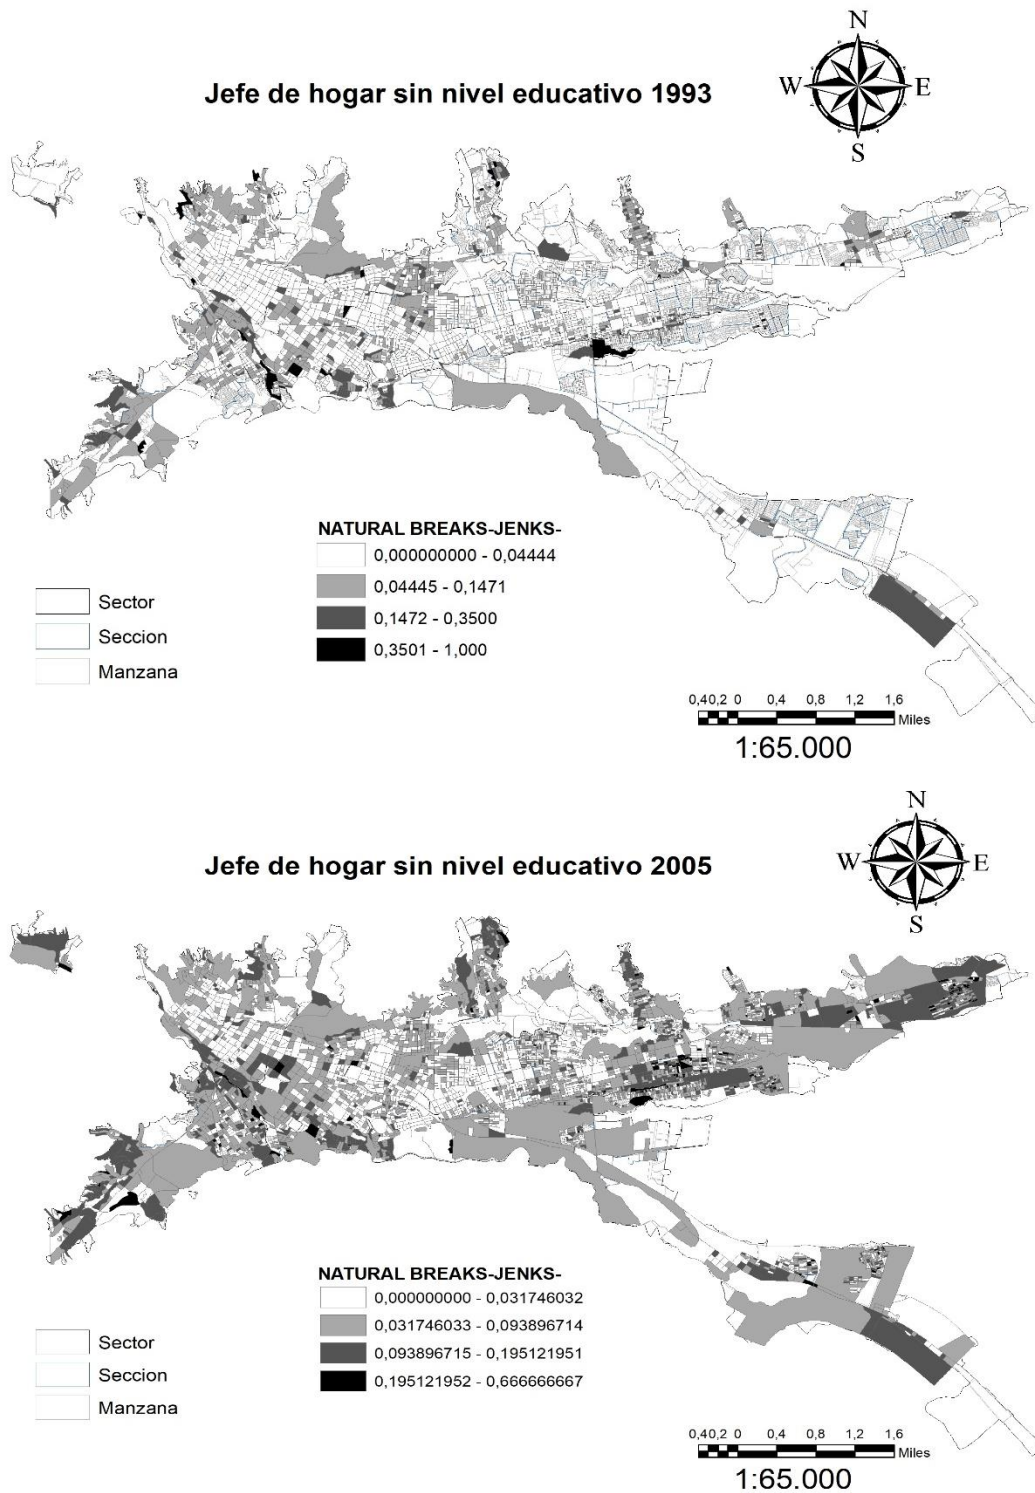 N
Jefe de hogar sin nivel educativo 1993
W E
S
NATURAL BREAKS-JENKS-
0,000000000 - 0,04444
0,04445 - 0,1471
0,1472 - 0,3500
0,3501 - 1,000
Sector
Seccion
Manzana
0,40,2 0 0,4 0,8 1,2 1,6
Miles
1:65.000
N
Jefe de hogar sin nivel educativo 2005
W E
S
NATURAL BREAKS-JENKS-
0,000000000 - 0,031746032
0,031746033 - 0,093896714
0,093896715 - 0,195121951
0,195121952 - 0,666666667
Sector
Seccion
Manzana
0,40,2 0 0,4 0,8 1,2 1,6
Miles
1:65.000